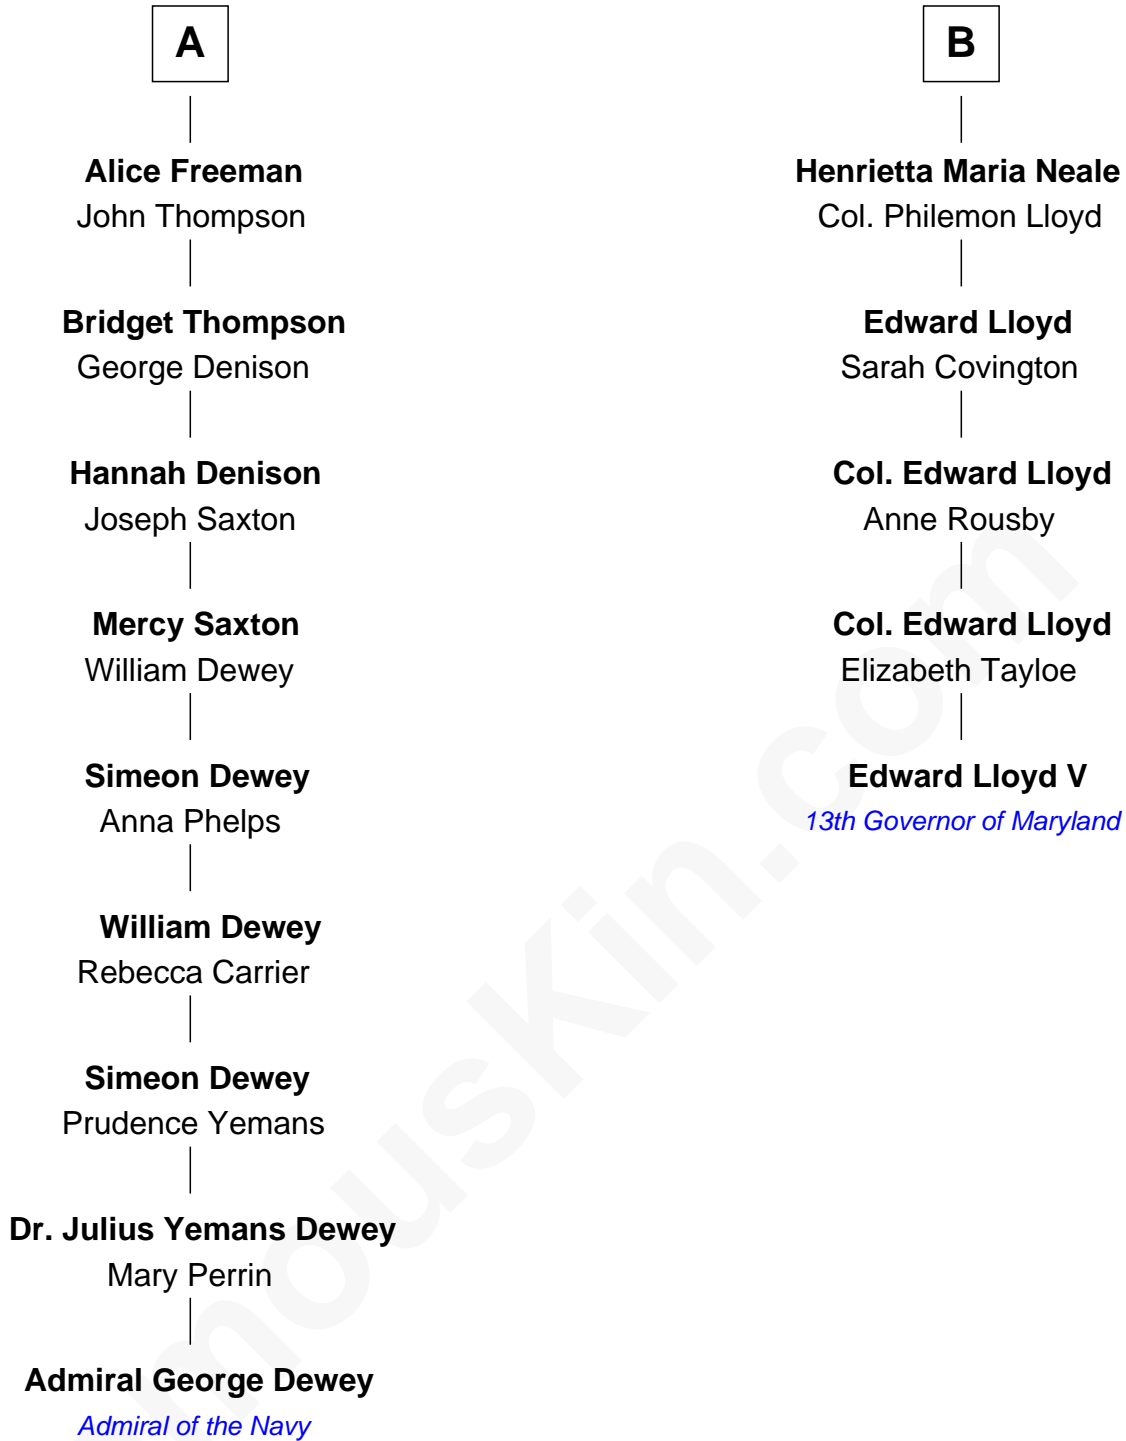 A
Alice Freeman
John Thompson
Bridget Thompson
George Denison
Hannah Denison
Joseph Saxton
Mercy Saxton
William Dewey
Simeon Dewey
Anna Phelps
William Dewey
Rebecca Carrier
Simeon Dewey
Prudence Yemans
Dr. Julius Yemans Dewey
Mary Perrin
Admiral George Dewey
Admiral of the Navy
B
Henrietta Maria Neale
Col. Philemon Lloyd
Edward Lloyd
Sarah Covington
Col. Edward Lloyd
Anne Rousby
Col. Edward Lloyd
Elizabeth Tayloe
Edward Lloyd V
13th Governor of Maryland
mousKin.com